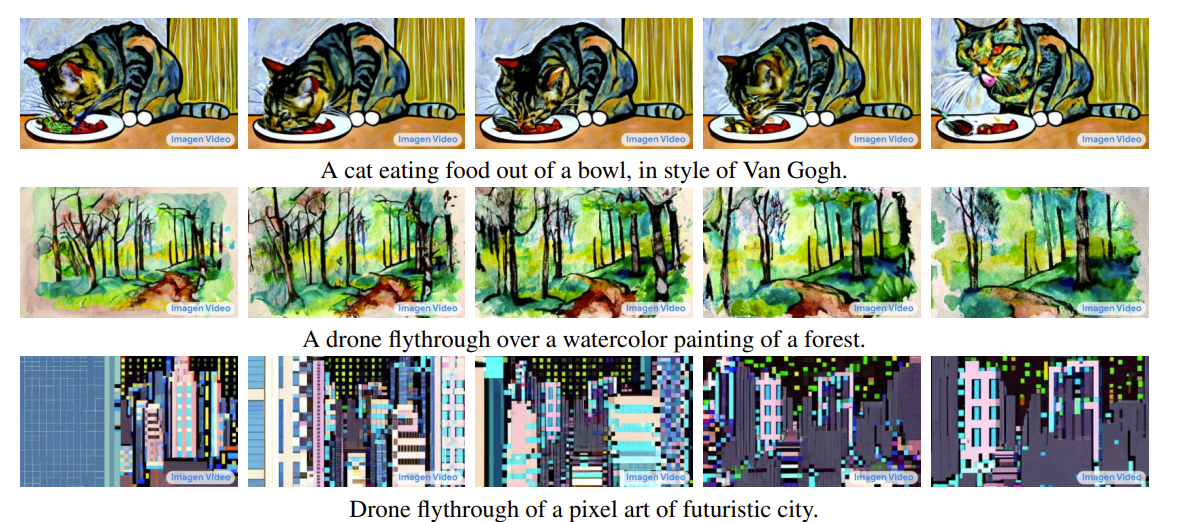 Imagen Video Imagen Video Imagen Video Imagen Video Imagen Video
A cat eating food out of a bowl, in style of Van Gogh.
Imagen Video Imagen Video Imagen Video Imagen Video Imagen Video
A drone flythrough over a watercolor painting of a forest.
Imagen Video Imagen Video Imagen Video Imagen Video Imagen Video
Drone flythrough of a pixel art of futuristic city.